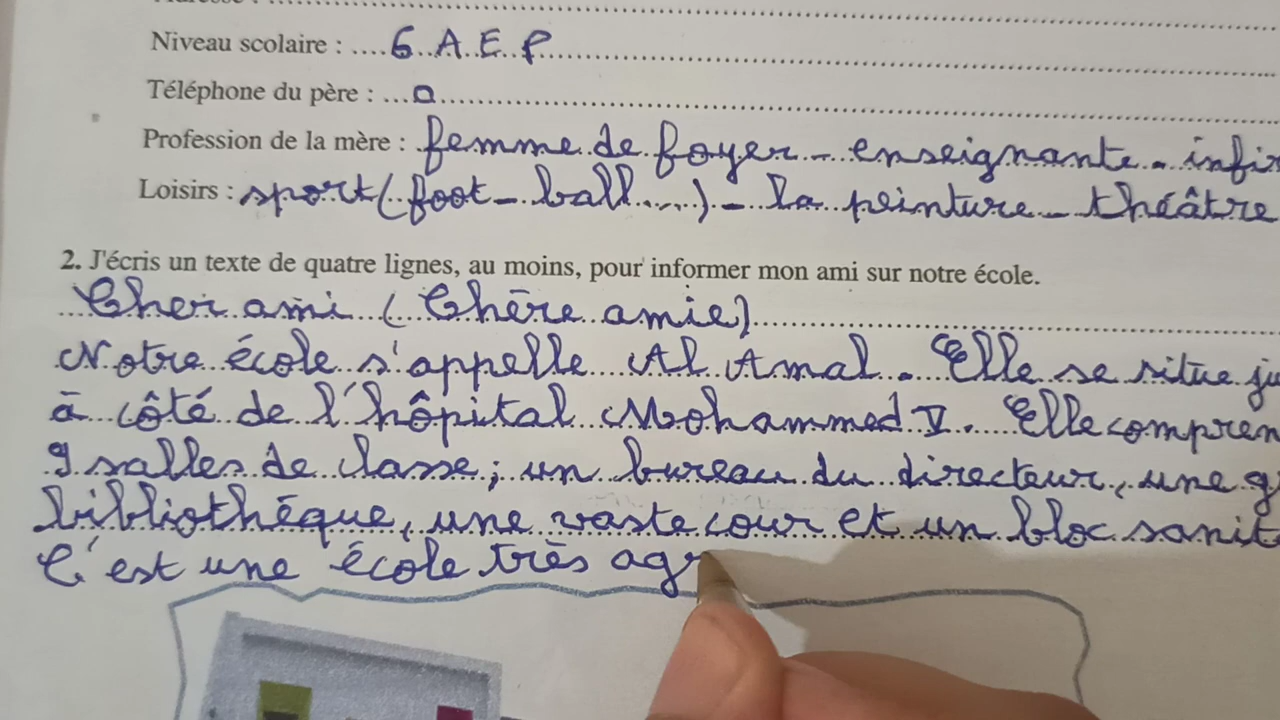 Niveau scolaire : ....6 A E P
Téléphone du père : ...0
Profession de la mère : femme de foyer - enseignante - infir
Loisirs : sport (foot-ball....) - la peinture - théâtre
2. J'écris un texte de quatre lignes, au moins, pour informer mon ami sur notre école.
Cher ami (Chère amie)
Notre école s'appelle Al Amal. Elle se situe ju
à côté de l'hôpital Mohammed V. Elle compren
9 salles de classe, un bureau du directeur, une g
bibliothèque, une vaste cour et un bloc sanit
C'est une école très agr